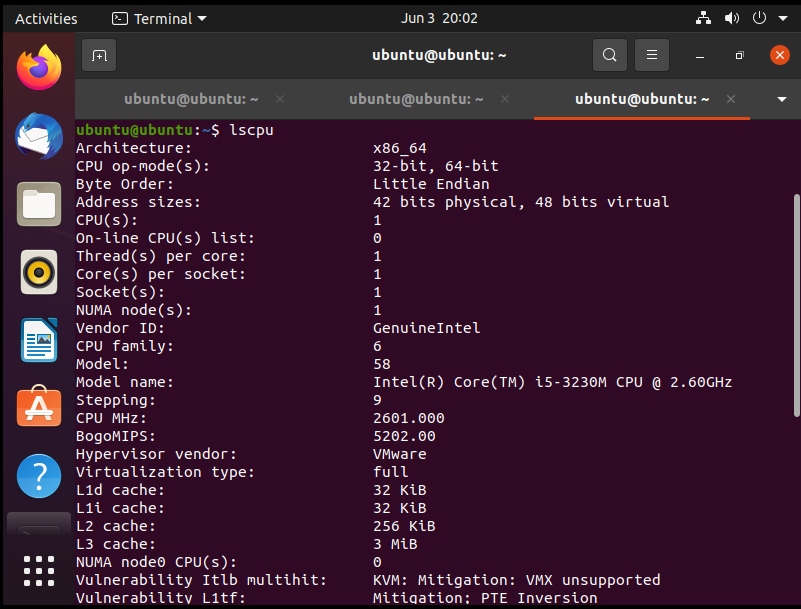 Activities Terminal Jun 3 20:02
ubuntu@ubuntu: ~
ubuntu@ubuntu: ~ ubuntu@ubuntu: ~ ubuntu@ubuntu: ~
ubuntu@ubuntu:~$ lscpu
Architecture: x86_64
CPU op-mode(s): 32-bit, 64-bit
Byte Order: Little Endian
Address sizes: 42 bits physical, 48 bits virtual
CPU(s): 1
On-line CPU(s) list: 0
Thread(s) per core: 1
Core(s) per socket: 1
Socket(s): 1
NUMA node(s): 1
Vendor ID: GenuineIntel
CPU family: 6
Model: 58
Model name: Intel(R) Core(TM) i5-3230M CPU @ 2.60GHz
Stepping: 9
CPU MHz: 2601.000
BogoMIPS: 5202.00
Hypervisor vendor: VMware
Virtualization type: full
L1d cache: 32 KiB
L1i cache: 32 KiB
L2 cache: 256 KiB
L3 cache: 3 MiB
NUMA node0 CPU(s): 0
Vulnerability Itlb multihit: KVM: Mitigation: VMX unsupported
Vulnerability L1tf: Mitigation; PTE Inversion